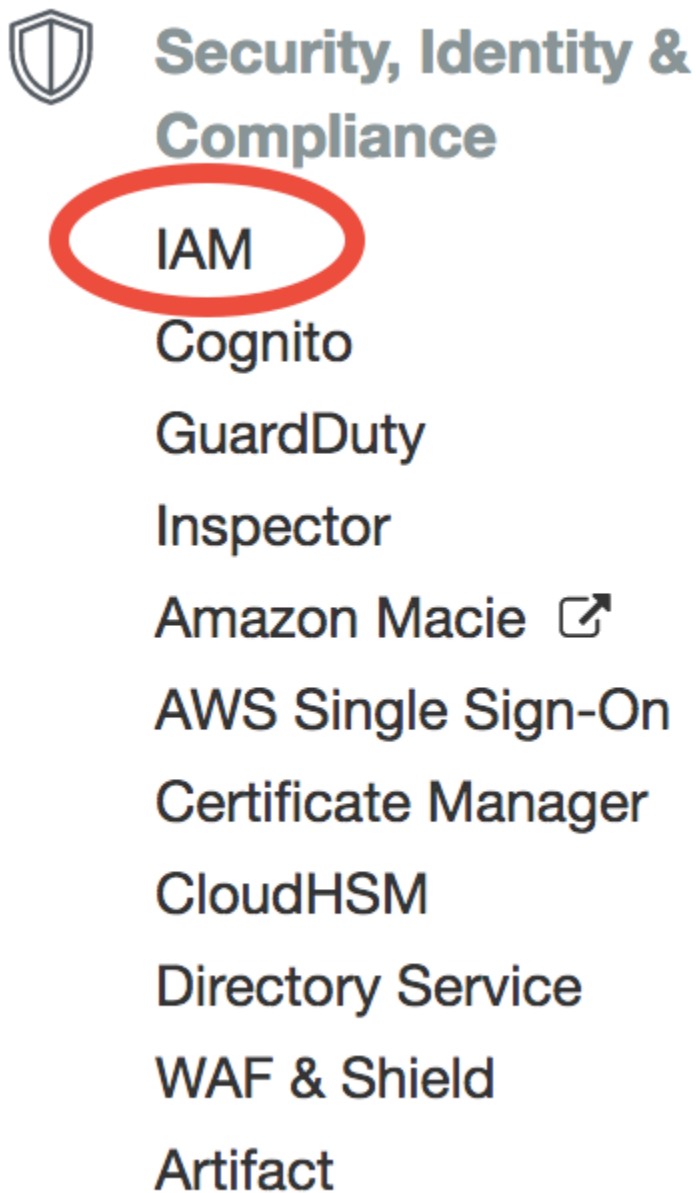 Security, Identity &
Compliance
IAM
Cognito
GuardDuty
Inspector
Amazon Macie
AWS Single Sign-On
Certificate Manager
CloudHSM
Directory Service
WAF & Shield
Artifact